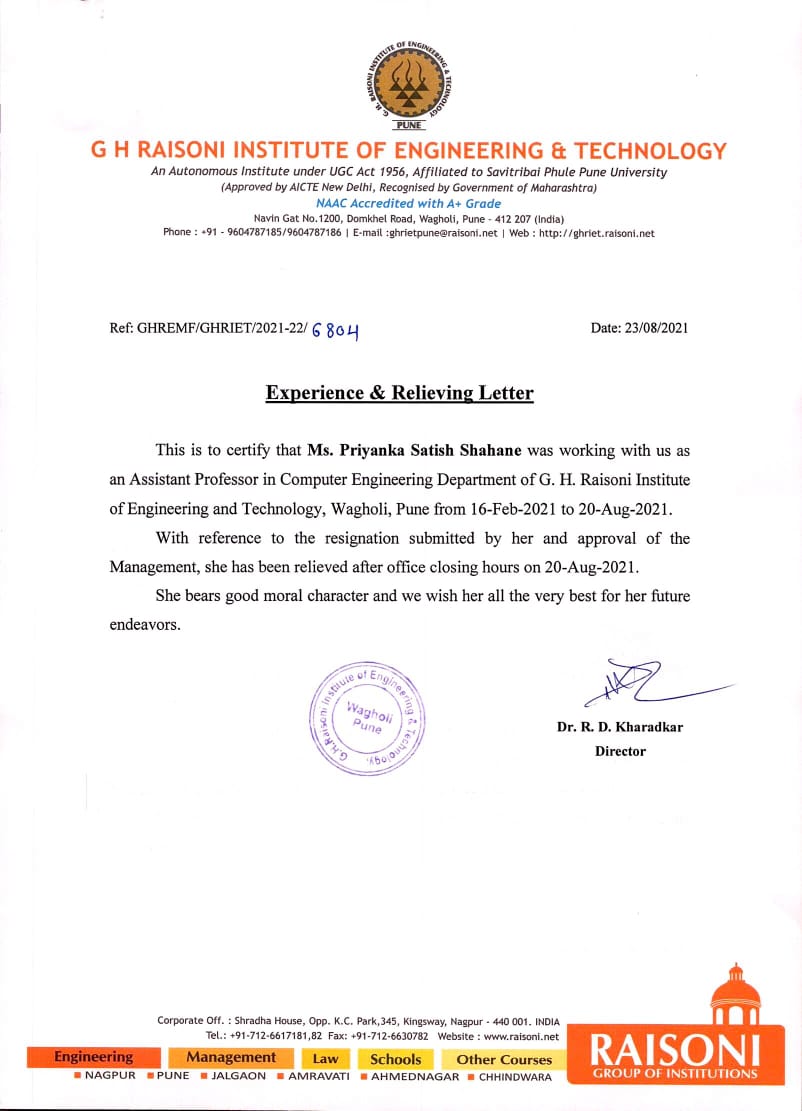 G. H. RAISONI INSTITUTE OF ENGINEERING & TECHNOLOGY
PUNE
G H RAISONI INSTITUTE OF ENGINEERING & TECHNOLOGY
An Autonomous Institute under UGC Act 1956, Affiliated to Savitribai Phule Pune University
(Approved by AICTE New Delhi, Recognised by Government of Maharashtra)
NAAC Accredited with A+ Grade
Navin Gat No.1200, Domkhel Road, Wagholi, Pune - 412 207 (India)
Phone : +91 - 9604787185/9604787186 | E-mail :ghrietpune@raisoni.net | Web : http://ghriet.raisoni.net
Ref: GHREMF/GHRIET/2021-22/ 6804 Date: 23/08/2021
Experience & Relieving Letter
This is to certify that Ms. Priyanka Satish Shahane was working with us as
an Assistant Professor in Computer Engineering Department of G. H. Raisoni Institute
of Engineering and Technology, Wagholi, Pune from 16-Feb-2021 to 20-Aug-2021.
With reference to the resignation submitted by her and approval of the
Management, she has been relieved after office closing hours on 20-Aug-2021.
She bears good moral character and we wish her all the very best for her future
endeavors.
G.H.Raisoni Institute of Engineering & Technology.
Wagholi
Pune
Dr. R. D. Kharadkar
Director
Corporate Off. : Shradha House, Opp. K.C. Park,345, Kingsway, Nagpur - 440 001. INDIA
Tel.: +91-712-6617181,82 Fax: +91-712-6630782 Website : www.raisoni.net
Engineering Management Law Schools Other Courses
NAGPUR PUNE JALGAON AMRAVATI AHMEDNAGAR CHHINDWARA
RAISONI
GROUP OF INSTITUTIONS